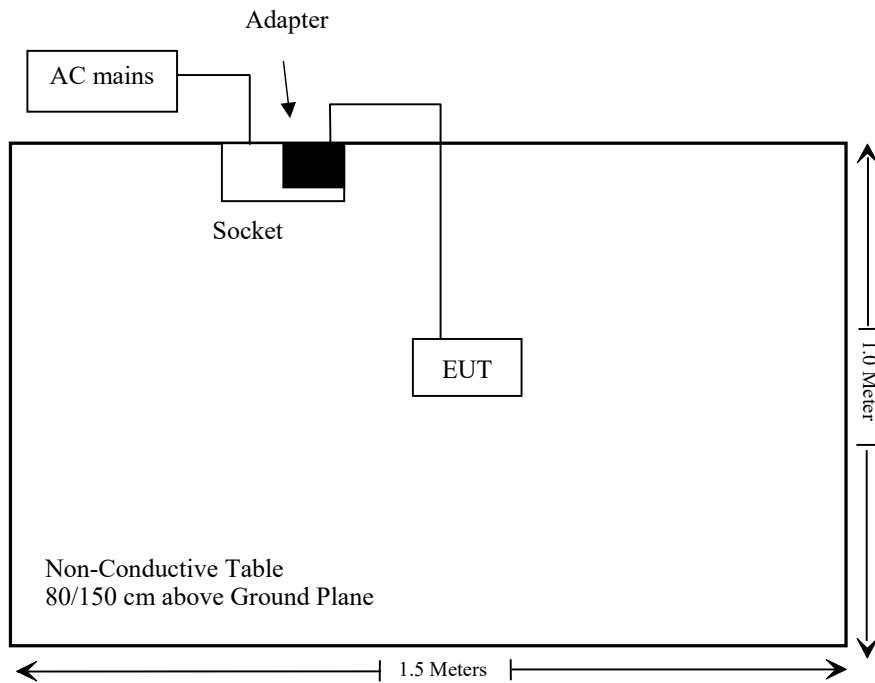 Adapter
AC mains
Socket
EUT
1.0 Meter
Non-Conductive Table
80/150 cm above Ground Plane
1.5 Meters